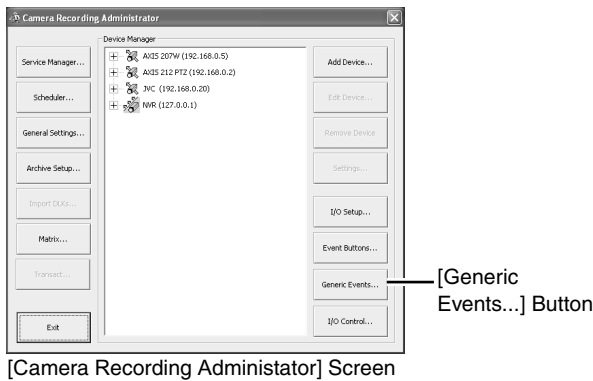 Camera Recording Administrator
Device Manager
Service Manager...
Scheduler...
General Settings...
Archive Setup...
Import DLKs...
Matrix...
Transact...
Exit
AXIS 207W (192.168.0.5)
AXIS 212 PTZ (192.168.0.2)
JVC (192.168.0.20)
NVR (127.0.0.1)
Add Device...
Edit Device...
Remove Device
Settings...
I/O Setup...
Event Buttons...
Generic Events...
I/O Control...
[Generic
Events...] Button
[Camera Recording Administator] Screen